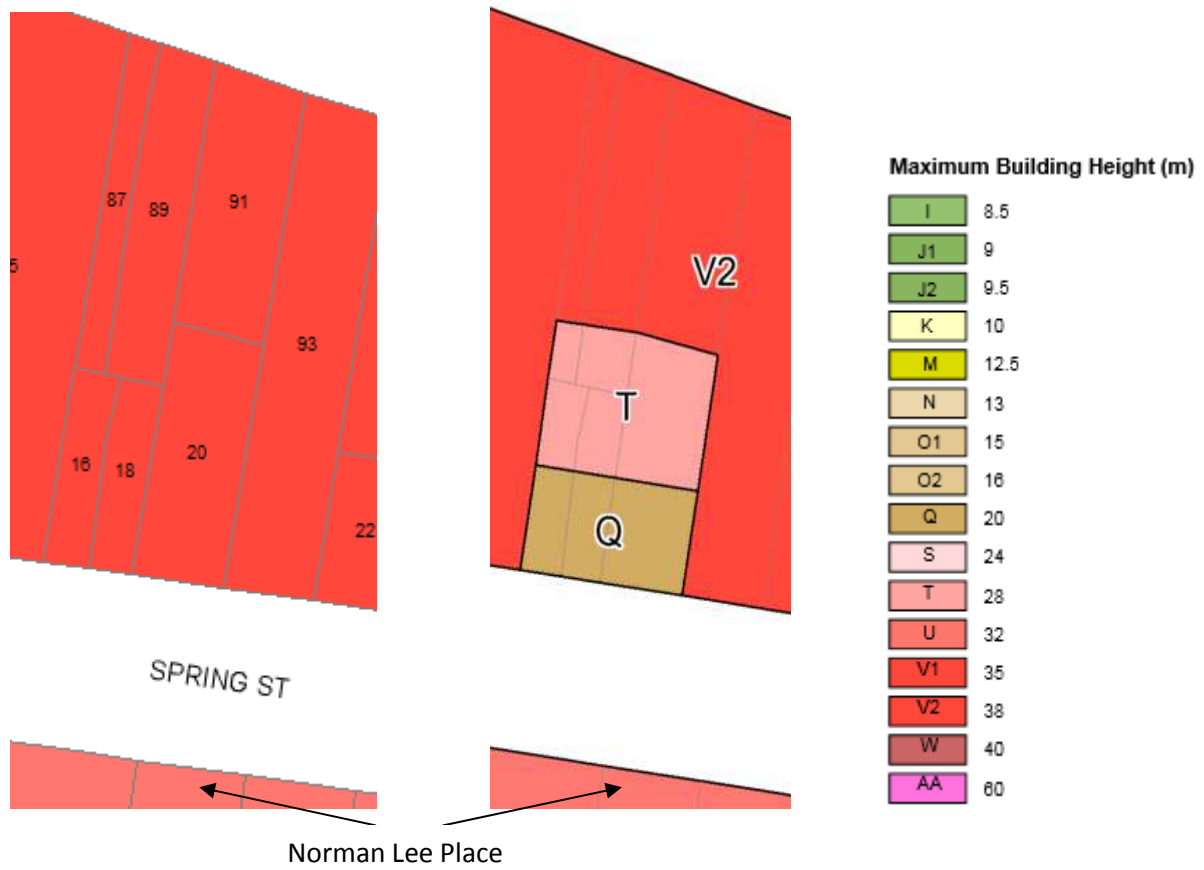 87
89
91
5
93
16
18
20
22
SPRING ST
V2
T
Q
Maximum Building Height (m)
I 8.5
J1 9
J2 9.5
K 10
M 12.5
N 13
O1 15
O2 16
Q 20
S 24
T 28
U 32
V1 35
V2 38
W 40
AA 60
Norman Lee Place